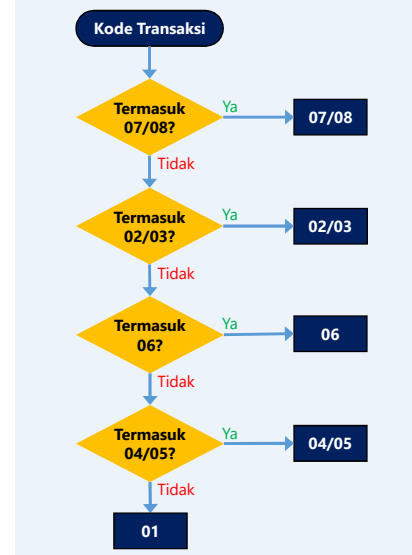 Kode Transaksi
Termasuk
07/08?
Ya
07/08
Tidak
Termasuk
02/03?
Ya
02/03
Tidak
Termasuk
06?
Ya
06
Tidak
Termasuk
04/05?
Ya
04/05
Tidak
01